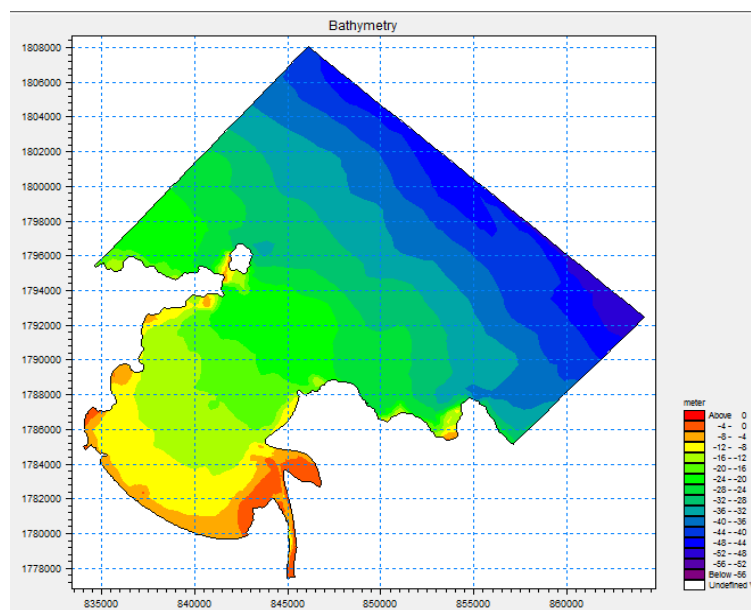 Bathymetry
1808000
1806000
1804000
1802000
1800000
1798000
1796000
1794000
1792000
1790000
1788000
1786000
1784000
1782000
1780000
1778000
835000 840000 845000 850000 855000 860000
meter
Above 0
-4 - 0
-8 - -4
-12 - -8
-16 - -12
-20 - -16
-24 - -20
-28 - -24
-32 - -28
-36 - -32
-40 - -36
-44 - -40
-48 - -44
-52 - -48
-56 - -52
Below -56
Undefined V